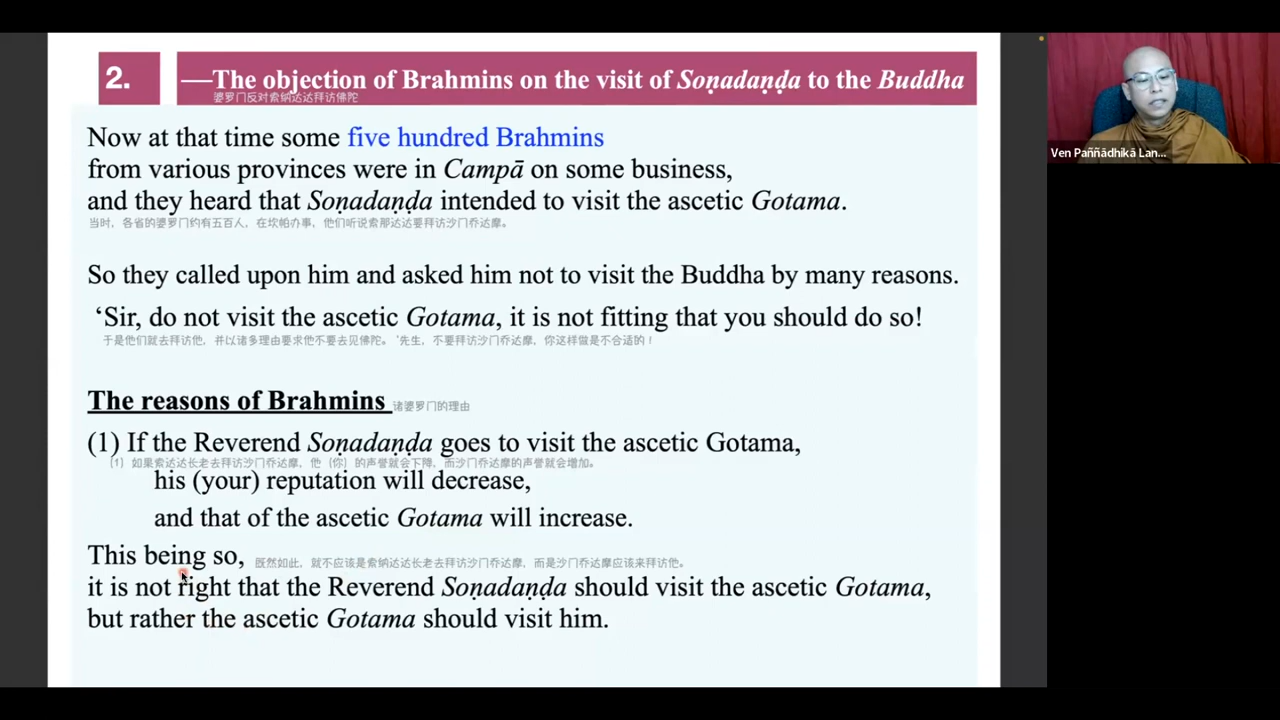 2.
—The objection of Brahmins on the visit of Soṇadaṇḍa to the Buddha
婆罗门反对索纳达达拜访佛陀
Ven Paññādhikā Lan...
Now at that time some five hundred Brahmins
from various provinces were in Campā on some business,
and they heard that Soṇadaṇḍa intended to visit the ascetic Gotama.
当时，各省的婆罗门约有五百人，在坎帕办事，他们听说索那达达要拜访沙门乔达摩。
So they called upon him and asked him not to visit the Buddha by many reasons.
‘Sir, do not visit the ascetic Gotama, it is not fitting that you should do so!
于是他们就去拜访他，并以诸多理由要求他不要去见佛陀。‘先生，不要拜访沙门乔达摩，你这样做是不合适的！
The reasons of Brahmins 诸婆罗门的理由
(1) If the Reverend Soṇadaṇḍa goes to visit the ascetic Gotama,
（1）如果索达达长老去拜访沙门乔达摩，他（你）的声誉就会下降，而沙门乔达摩的声誉就会增加。
his (your) reputation will decrease,
and that of the ascetic Gotama will increase.
This being so, 既然如此，就不应该是索纳达达长老去拜访沙门乔达摩，而是沙门乔达摩应该来拜访他。
it is not right that the Reverend Soṇadaṇḍa should visit the ascetic Gotama,
but rather the ascetic Gotama should visit him.